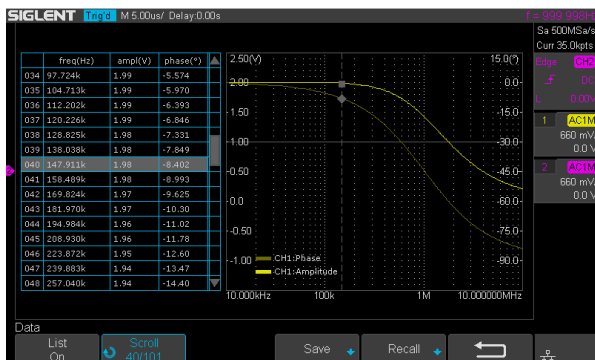 SIGLENT Trig'd M 5.00us/ Delay:0.00s f = 999.998Hz
Sa 500MSa/s
Curr 35.0kpts
Edge CH2
DC
L 0.00V
1 AC1M
660 mV/
0.0 V
2 AC1M
660 mV/
0.0 V
freq(Hz) ampl(V) phase(°)
034 97.724k 1.99 -5.574
035 104.713k 1.99 -5.970
036 112.202k 1.99 -6.393
037 120.226k 1.99 -6.846
038 128.825k 1.98 -7.331
039 138.038k 1.98 -7.849
040 147.911k 1.98 -8.402
041 158.489k 1.98 -8.993
042 169.824k 1.97 -9.625
043 181.970k 1.97 -10.30
044 194.984k 1.96 -11.02
045 208.930k 1.96 -11.78
046 223.872k 1.95 -12.60
047 239.883k 1.94 -13.47
048 257.040k 1.94 -14.40
2.50(V) 15.0(°)
2.00 0.0
1.50 -15.0
1.00 -30.0
0.50 -45.0
0.0 -60.0
-0.50 -75.0
-1.00 -90.0
CH1:Phase
CH1:Amplitude
10.000kHz 100k 1M 10.000000MHz
2
Data
List On
Scroll 40/101
Save
Recall